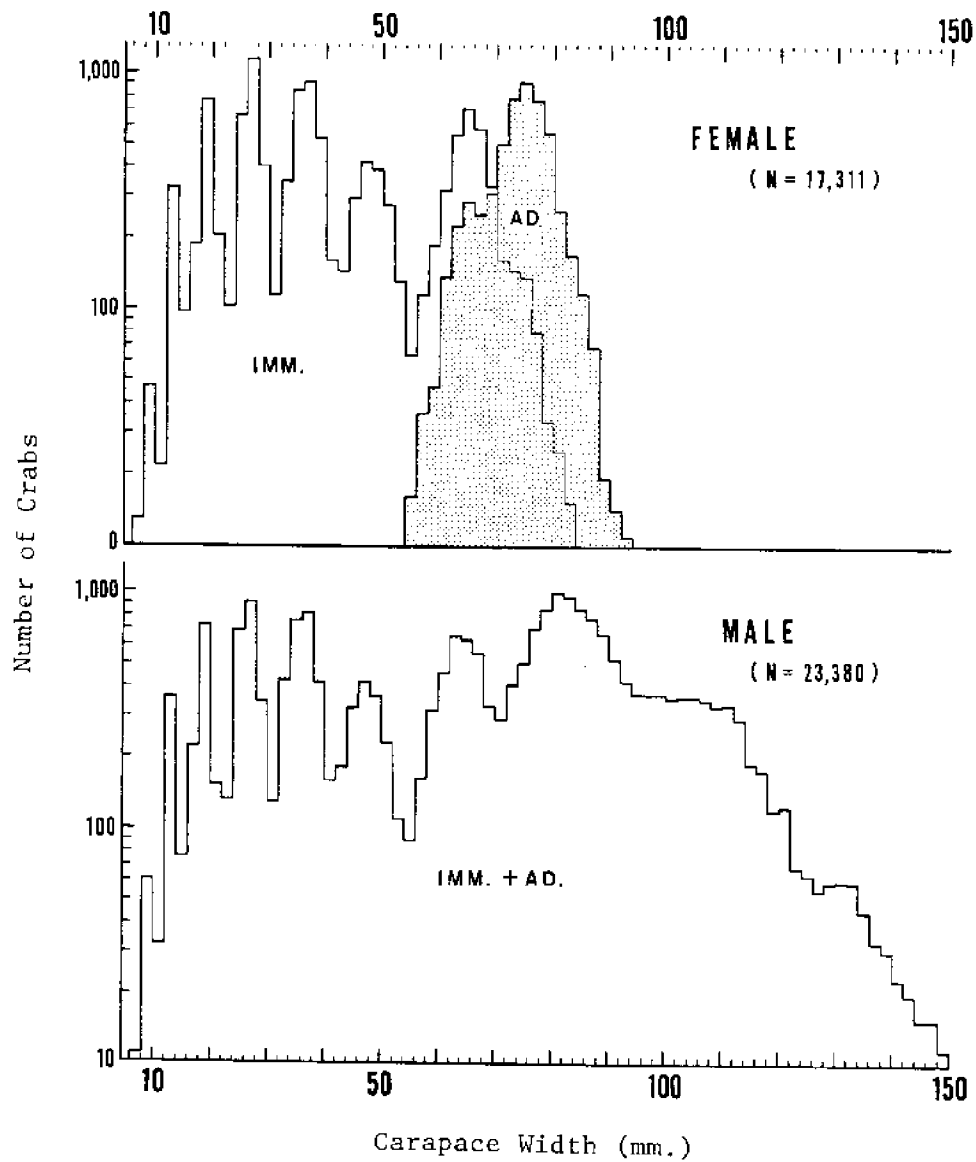 10 50 100 150
1,000
FEMALE
( N = 17,311 )
AD
100
IMM.
0
Number of Crabs
1,000
MALE
( N = 23,380 )
100
IMM. + AD.
10
10 50 100 150
Carapace Width (mm.)